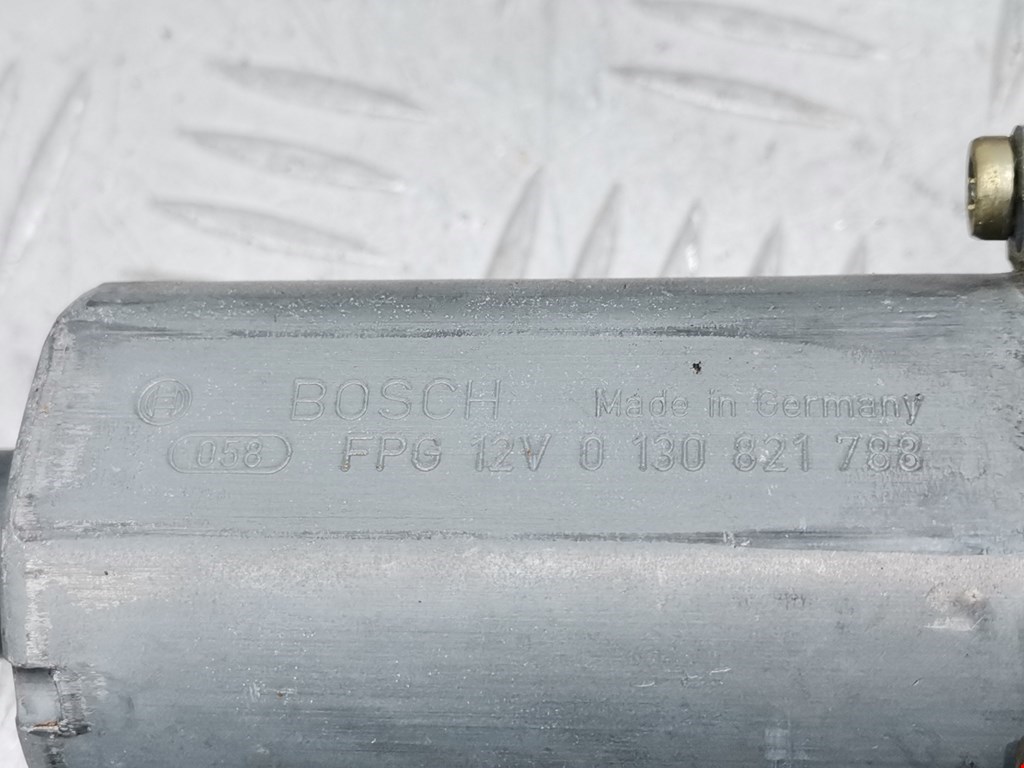 BOSCH Made in Germany
058 FPG 12V 0 130 821 788